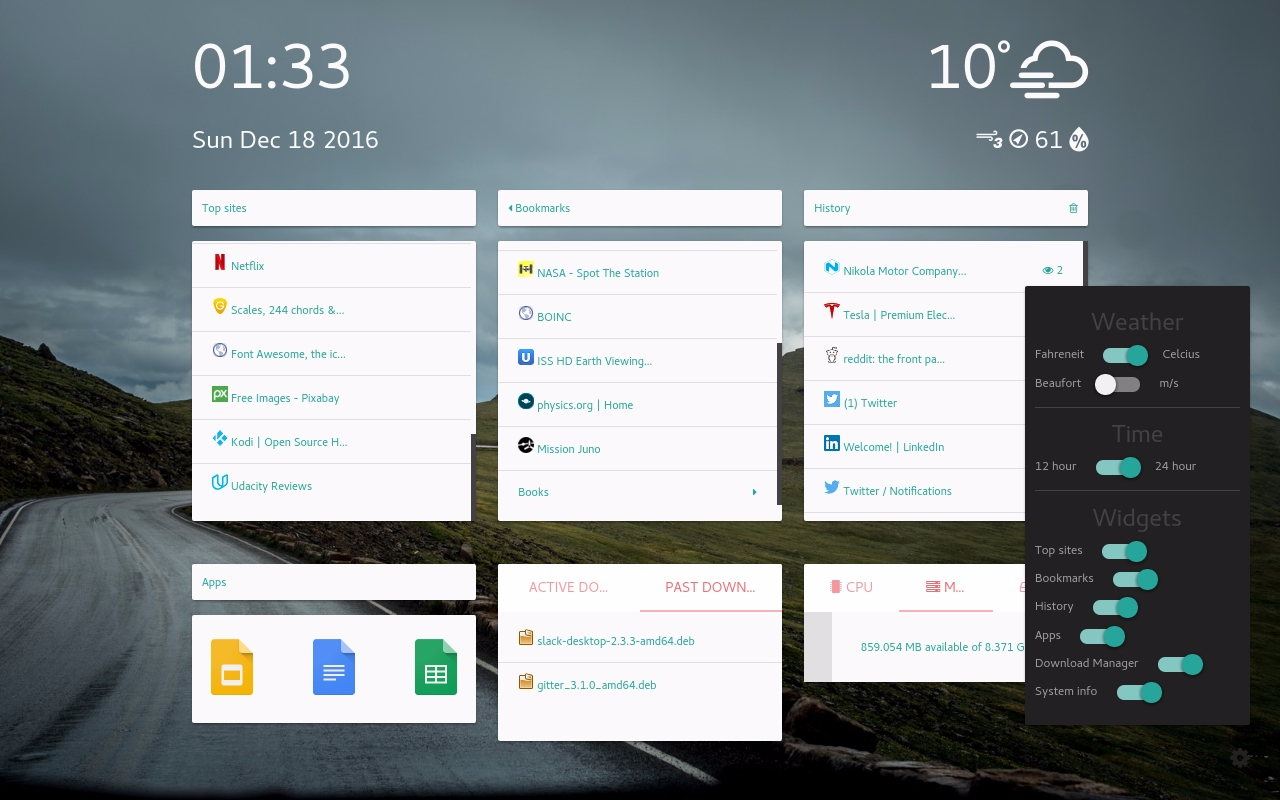 01:33
10°
Sun Dec 18 2016
3 61 %
Top sites
Bookmarks
History
Netflix
Scales, 244 chords &...
Font Awesome, the ic...
Free Images - Pixabay
Kodi | Open Source H...
Udacity Reviews
NASA - Spot The Station
BOINC
ISS HD Earth Viewing...
physics.org | Home
Mission Juno
Books
Nikola Motor Company... 2
Tesla | Premium Elec...
reddit: the front pa...
(1) Twitter
Welcome! | LinkedIn
Twitter / Notifications
Apps
ACTIVE DO... PAST DOWN...
slack-desktop-2.3.3-amd64.deb
gitter_3.1.0_amd64.deb
CPU M...
859.054 MB available of 8.371 G
Weather
Fahreneit Celcius
Beaufort m/s
Time
12 hour 24 hour
Widgets
Top sites
Bookmarks
History
Apps
Download Manager
System info